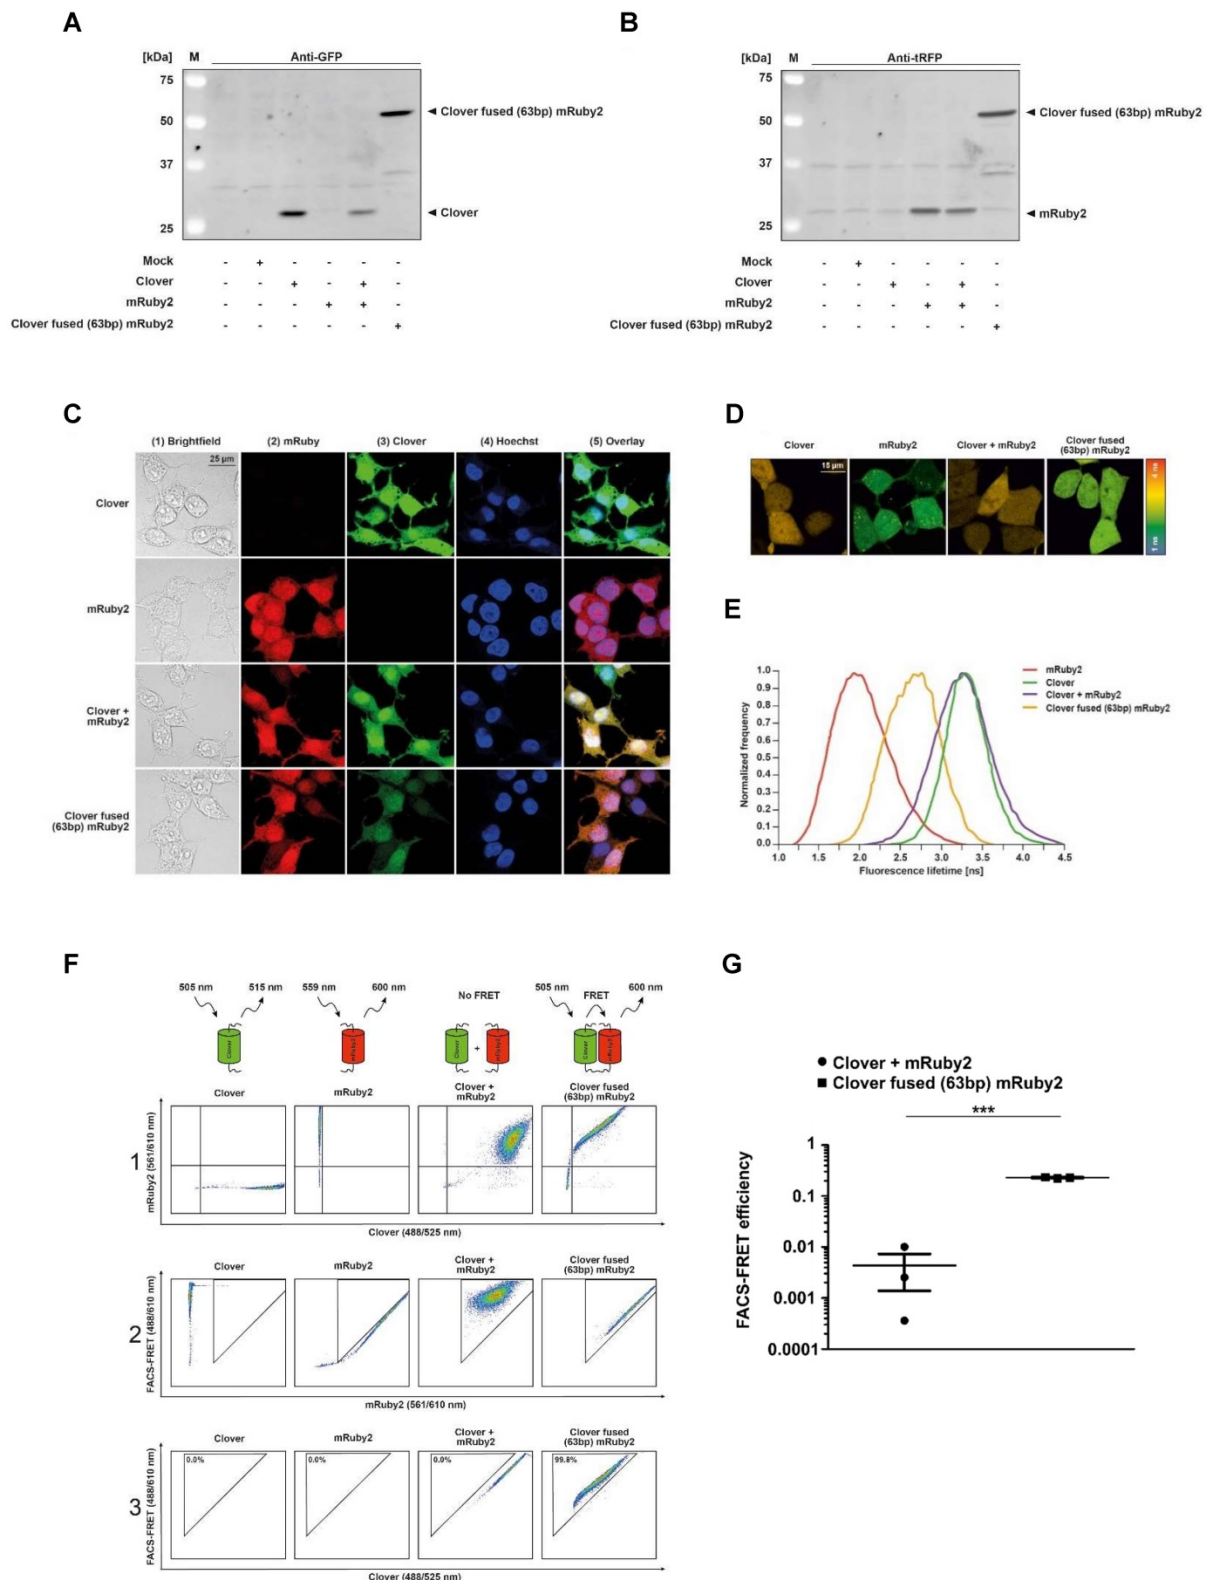 A
[kDa] M Anti-GFP
75
50
37
25
Clover fused (63bp) mRuby2
Clover
Mock - + - - - -
Clover - - + - + -
mRuby2 - - - + + -
Clover fused (63bp) mRuby2 - - - - - +
B
[kDa] M Anti-tRFP
75
50
37
25
Clover fused (63bp) mRuby2
mRuby2
Mock - + - - - -
Clover - - + - + -
mRuby2 - - - + + -
Clover fused (63bp) mRuby2 - - - - - +
C
(1) Brightfield (2) mRuby (3) Clover (4) Hoechst (5) Overlay
25 µm
Clover
mRuby2
Clover +
mRuby2
Clover fused
(63bp) mRuby2
D
Clover mRuby2 Clover + mRuby2 Clover fused
(63bp) mRuby2
15 µm
4 ns
1 ns
E
Normalized frequency
1.0
0.9
0.8
0.7
0.6
0.5
0.4
0.3
0.2
0.1
0.0
1.0 1.5 2.0 2.5 3.0 3.5 4.0 4.5
Fluorescence lifetime [ns]
mRuby2
Clover
Clover + mRuby2
Clover fused (63bp) mRuby2
F
505 nm 515 nm 559 nm 600 nm No FRET 505 nm FRET 600 nm
Clover mRuby2 Clover + mRuby2 Clover mRuby2
Clover mRuby2 Clover +
mRuby2 Clover fused
(63bp) mRuby2
1
mRuby2 (561/610 nm)
Clover (488/525 nm)
Clover mRuby2 Clover +
mRuby2 Clover fused
(63bp) mRuby2
2
FACS-FRET (488/610 nm)
mRuby2 (561/610 nm)
Clover mRuby2 Clover +
mRuby2 Clover fused
(63bp) mRuby2
0.0% 0.0% 0.0% 99.8%
3
FACS-FRET (488/610 nm)
Clover (488/525 nm)
G
Clover + mRuby2
Clover fused (63bp) mRuby2
***
FACS-FRET efficiency
1
0.1
0.01
0.001
0.0001